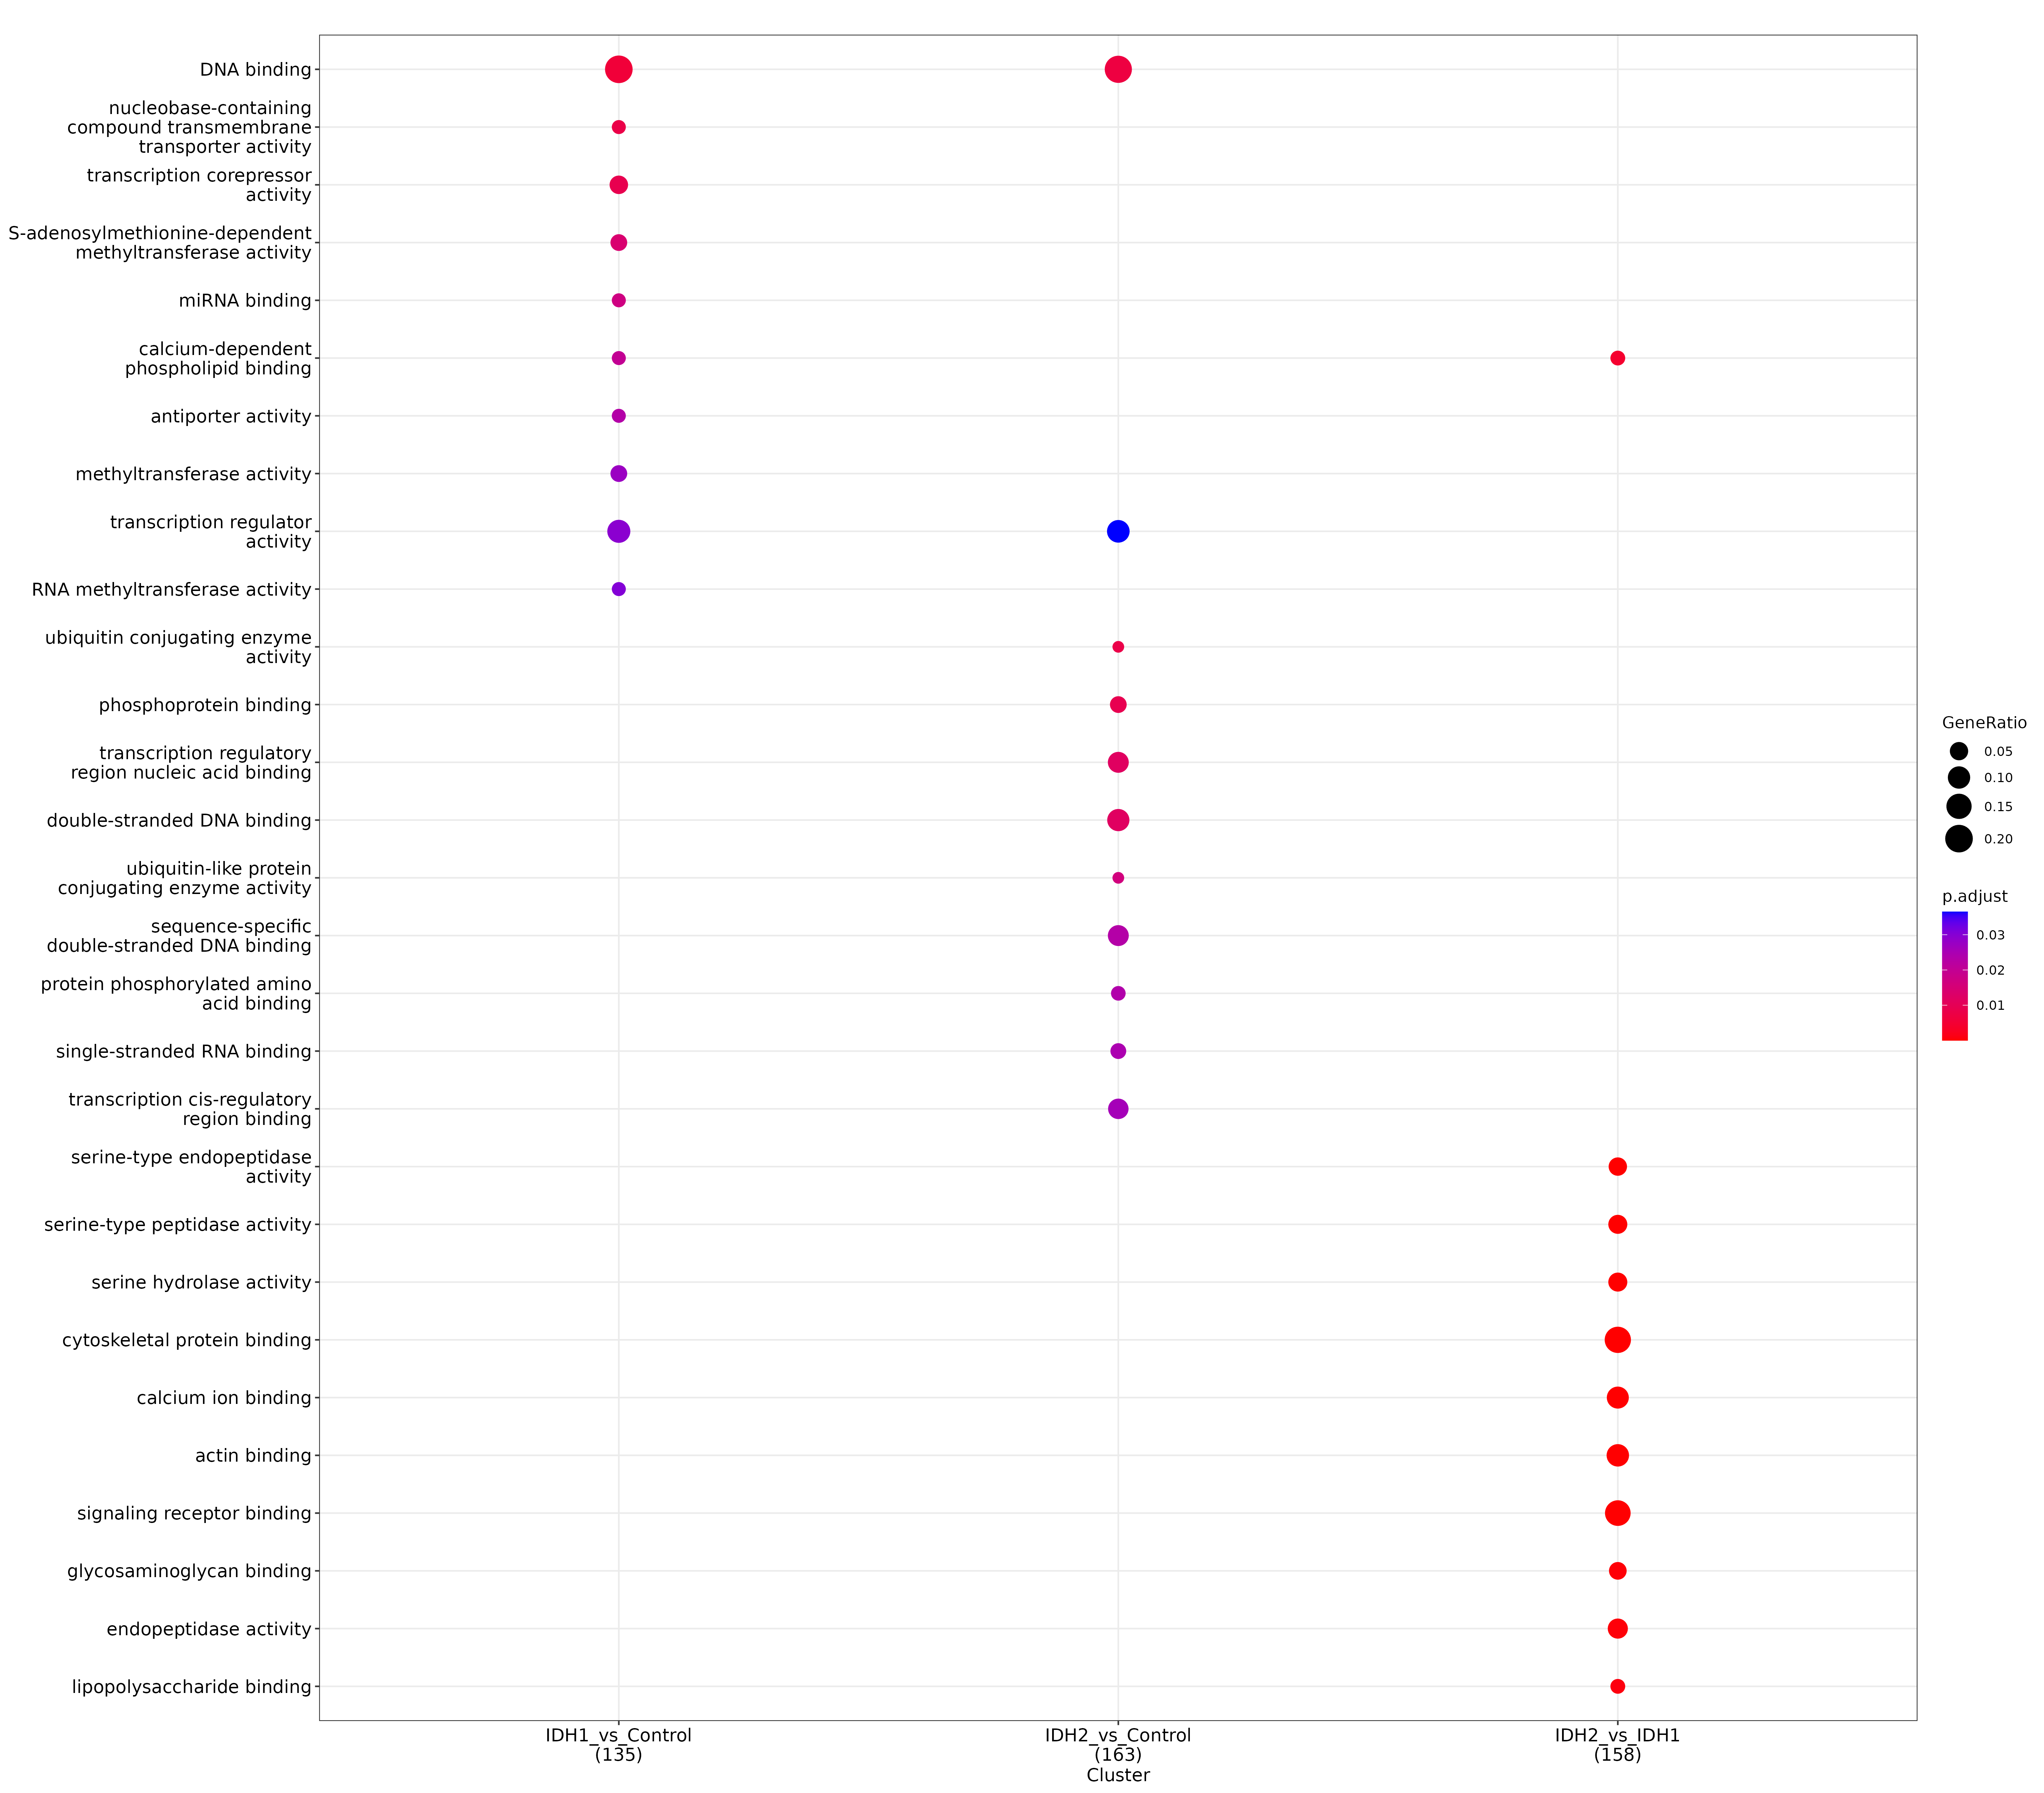 DNA binding
nucleobase-containing
compound transmembrane
transporter activity
transcription corepressor
activity
S-adenosylmethionine-dependent
methyltransferase activity
miRNA binding
calcium-dependent
phospholipid binding
antiporter activity
methyltransferase activity
transcription regulator
activity
RNA methyltransferase activity
ubiquitin conjugating enzyme
activity
phosphoprotein binding
transcription regulatory
region nucleic acid binding
double-stranded DNA binding
ubiquitin-like protein
conjugating enzyme activity
sequence-specific
double-stranded DNA binding
protein phosphorylated amino
acid binding
single-stranded RNA binding
transcription cis-regulatory
region binding
serine-type endopeptidase
activity
serine-type peptidase activity
serine hydrolase activity
cytoskeletal protein binding
calcium ion binding
actin binding
signaling receptor binding
glycosaminoglycan binding
endopeptidase activity
lipopolysaccharide binding
IDH1_vs_Control
(135)
IDH2_vs_Control
(163)
IDH2_vs_IDH1
(158)
Cluster
GeneRatio
0.05
0.10
0.15
0.20
p.adjust
0.03
0.02
0.01